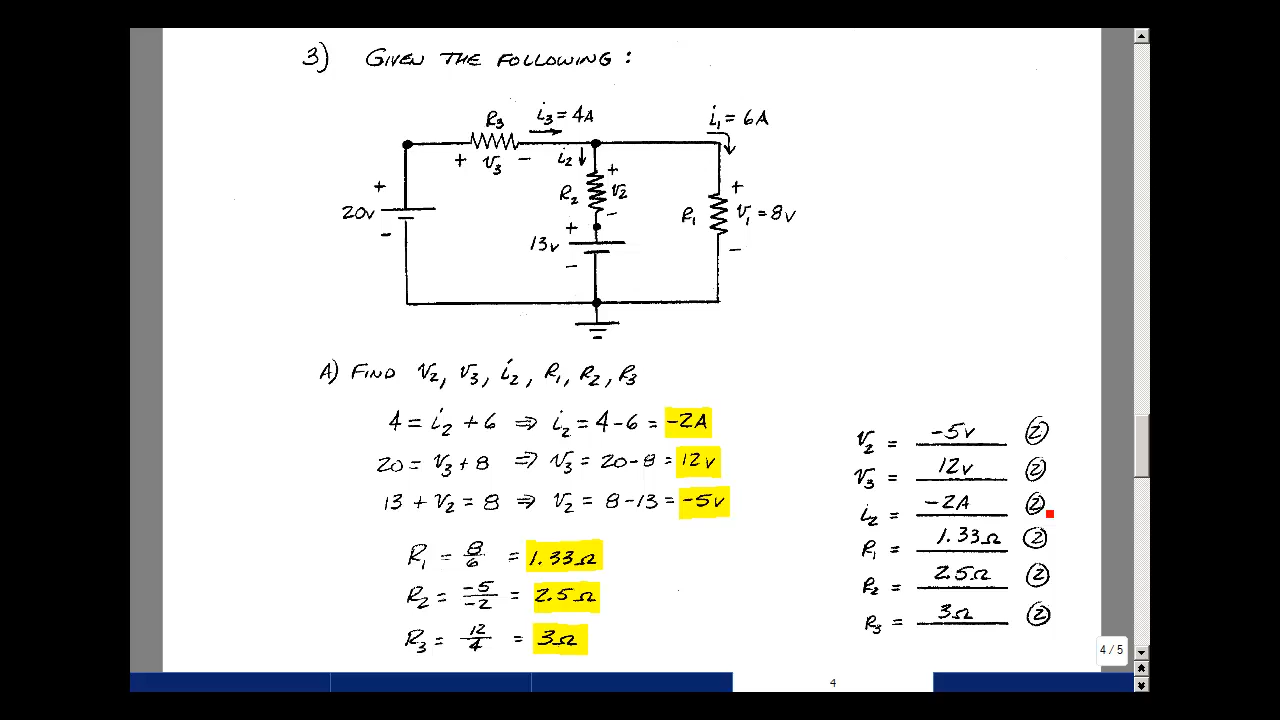 3) GIVEN THE FOLLOWING :
R3
i3 = 4A
i1 = 6A
+ V3 -
i2
+
R2
V2
-
+
20V
-
+
13V
-
+
R1
V1 = 8V
-
A) FIND V2, V3, i2, R1, R2, R3
4 = i2 + 6 ⇒ i2 = 4 - 6 = -2A
20 = V3 + 8 ⇒ V3 = 20 - 8 = 12V
13 + V2 = 8 ⇒ V2 = 8 - 13 = -5V
R1 = 8/6 = 1.33Ω
R2 = -5/-2 = 2.5Ω
R3 = 12/4 = 3Ω
V2 = -5V (2)
V3 = 12V (2)
i2 = -2A (2)
R1 = 1.33Ω (2)
R2 = 2.5Ω (2)
R3 = 3Ω (2)
4 / 5
4